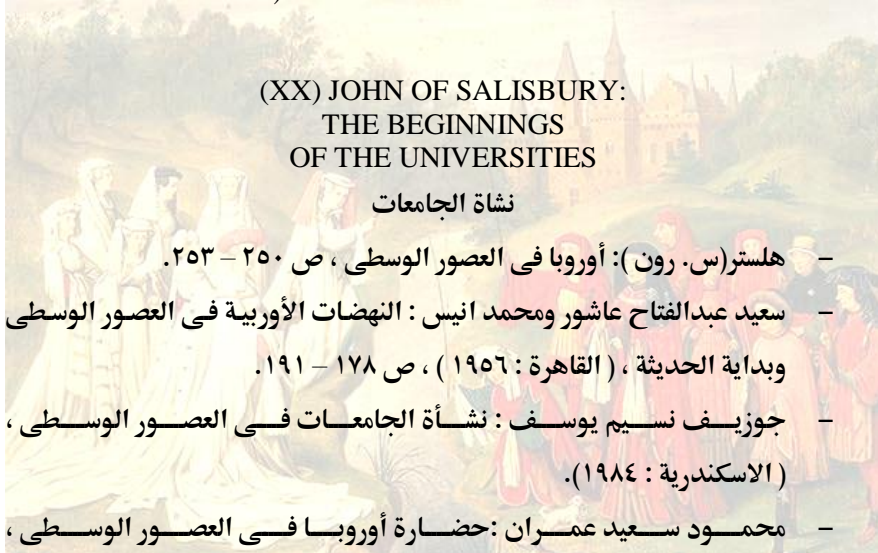 (XX) JOHN OF SALISBURY:
THE BEGINNINGS
OF THE UNIVERSITIES
نشاة الجامعات
- هلستر(س. رون ): أوروبا فى العصور الوسطى ، ص ٢٥٠ – ٢٥٣.
- سعيد عبدالفتاح عاشور ومحمد انيس : النهضات الأوربية فى العصور الوسطى
وبداية الحديثة ، ( القاهرة : ١٩٥٦ ) ، ص ١٧٨ – ١٩١.
- جوزيف نسيم يوسف : نشأة الجامعات فى العصور الوسطى ،
( الاسكندرية : ١٩٨٤).
- محمود سعيد عمران :حضارة أوروبا فى العصور الوسطى ،